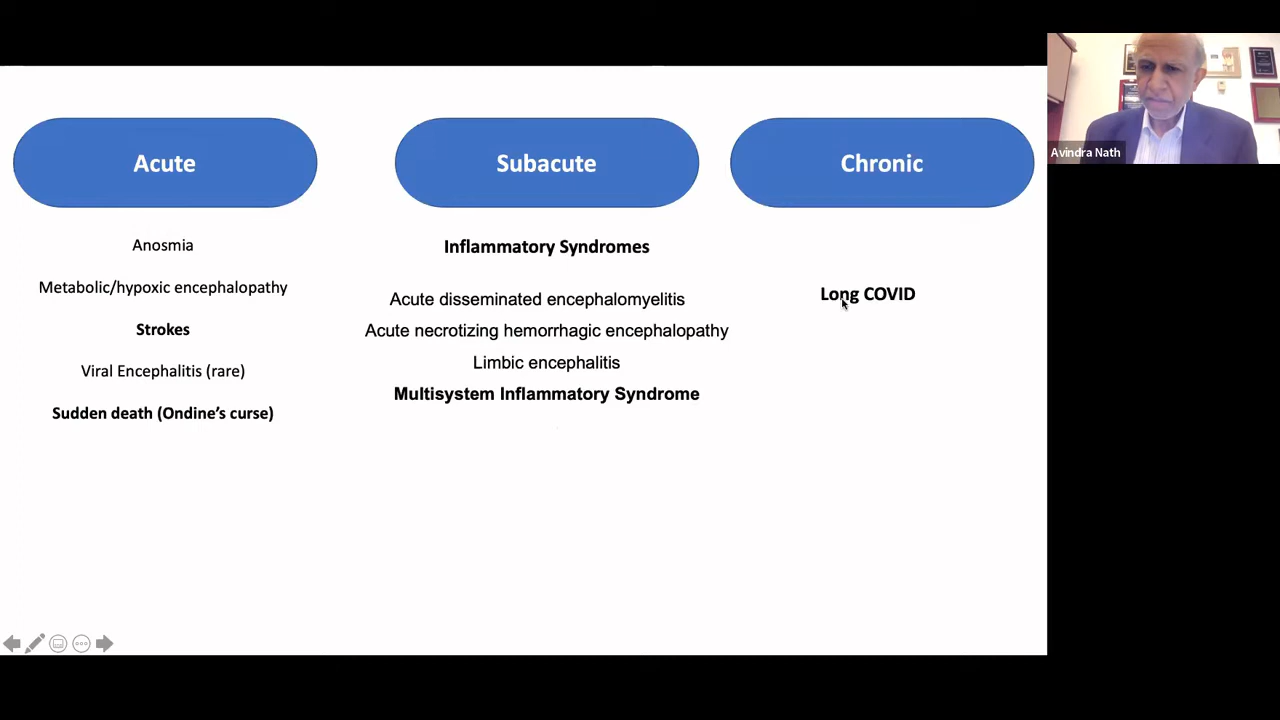 Acute
Anosmia
Metabolic/hypoxic encephalopathy
Strokes
Viral Encephalitis (rare)
Sudden death (Ondine’s curse)
Subacute
Inflammatory Syndromes
Acute disseminated encephalomyelitis
Acute necrotizing hemorrhagic encephalopathy
Limbic encephalitis
Multisystem Inflammatory Syndrome
Chronic
Long COVID
Avindra Nath